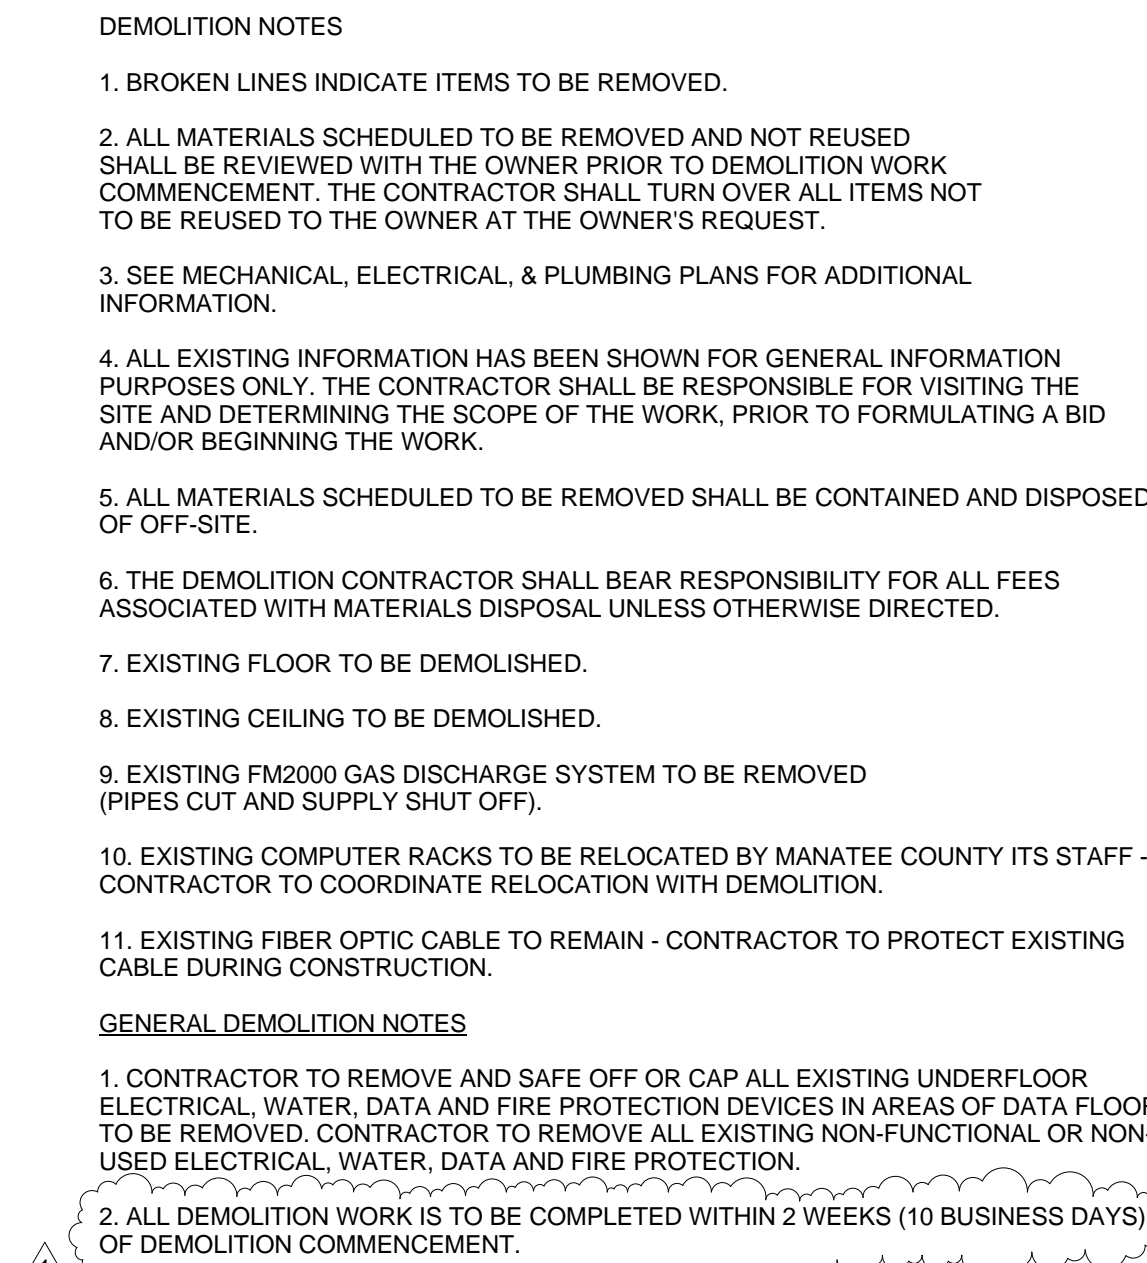 DEMOLITION NOTES
1. BROKEN LINES INDICATE ITEMS TO BE REMOVED.
2. ALL MATERIALS SCHEDULED TO BE REMOVED AND NOT REUSED
SHALL BE REVIEWED WITH THE OWNER PRIOR TO DEMOLITION WORK
COMMENCEMENT. THE CONTRACTOR SHALL TURN OVER ALL ITEMS NOT
TO BE REUSED TO THE OWNER AT THE OWNER'S REQUEST.
3. SEE MECHANICAL, ELECTRICAL, & PLUMBING PLANS FOR ADDITIONAL
INFORMATION.
4. ALL EXISTING INFORMATION HAS BEEN SHOWN FOR GENERAL INFORMATION
PURPOSES ONLY. THE CONTRACTOR SHALL BE RESPONSIBLE FOR VISITING THE
SITE AND DETERMINING THE SCOPE OF THE WORK, PRIOR TO FORMULATING A BID
AND/OR BEGINNING THE WORK.
5. ALL MATERIALS SCHEDULED TO BE REMOVED SHALL BE CONTAINED AND DISPOSED
OF OFF-SITE.
6. THE DEMOLITION CONTRACTOR SHALL BEAR RESPONSIBILITY FOR ALL FEES
ASSOCIATED WITH MATERIALS DISPOSAL UNLESS OTHERWISE DIRECTED.
7. EXISTING FLOOR TO BE DEMOLISHED.
8. EXISTING CEILING TO BE DEMOLISHED.
9. EXISTING FM2000 GAS DISCHARGE SYSTEM TO BE REMOVED
(PIPES CUT AND SUPPLY SHUT OFF).
10. EXISTING COMPUTER RACKS TO BE RELOCATED BY MANATEE COUNTY ITS STAFF -
CONTRACTOR TO COORDINATE RELOCATION WITH DEMOLITION.
11. EXISTING FIBER OPTIC CABLE TO REMAIN - CONTRACTOR TO PROTECT EXISTING
CABLE DURING CONSTRUCTION.
GENERAL DEMOLITION NOTES
1. CONTRACTOR TO REMOVE AND SAFE OFF OR CAP ALL EXISTING UNDERFLOOR
ELECTRICAL, WATER, DATA AND FIRE PROTECTION DEVICES IN AREAS OF DATA FLOOR
TO BE REMOVED. CONTRACTOR TO REMOVE ALL EXISTING NON-FUNCTIONAL OR NON-
USED ELECTRICAL, WATER, DATA AND FIRE PROTECTION.
2. ALL DEMOLITION WORK IS TO BE COMPLETED WITHIN 2 WEEKS (10 BUSINESS DAYS)
OF DEMOLITION COMMENCEMENT.